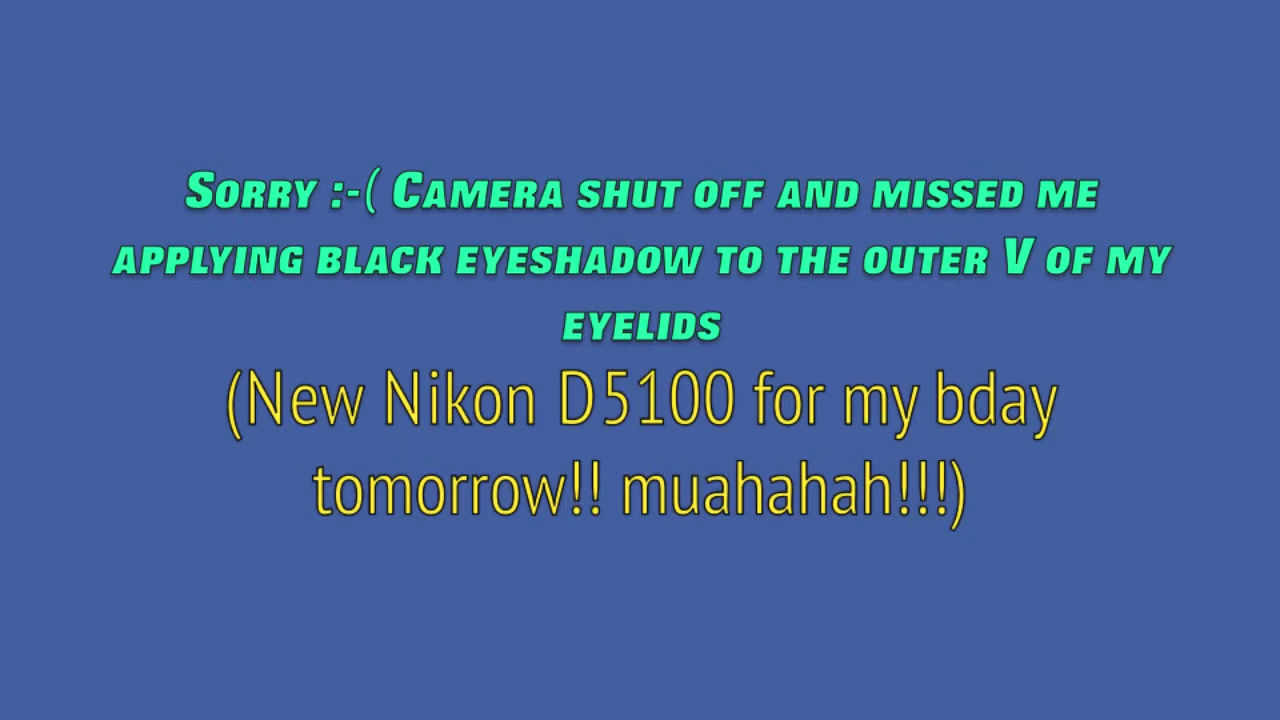 Sorry :-( Camera shut off and missed me
applying black eyeshadow to the outer V of my
eyelids
(New Nikon D5100 for my bday
tomorrow!! muahahah!!!)